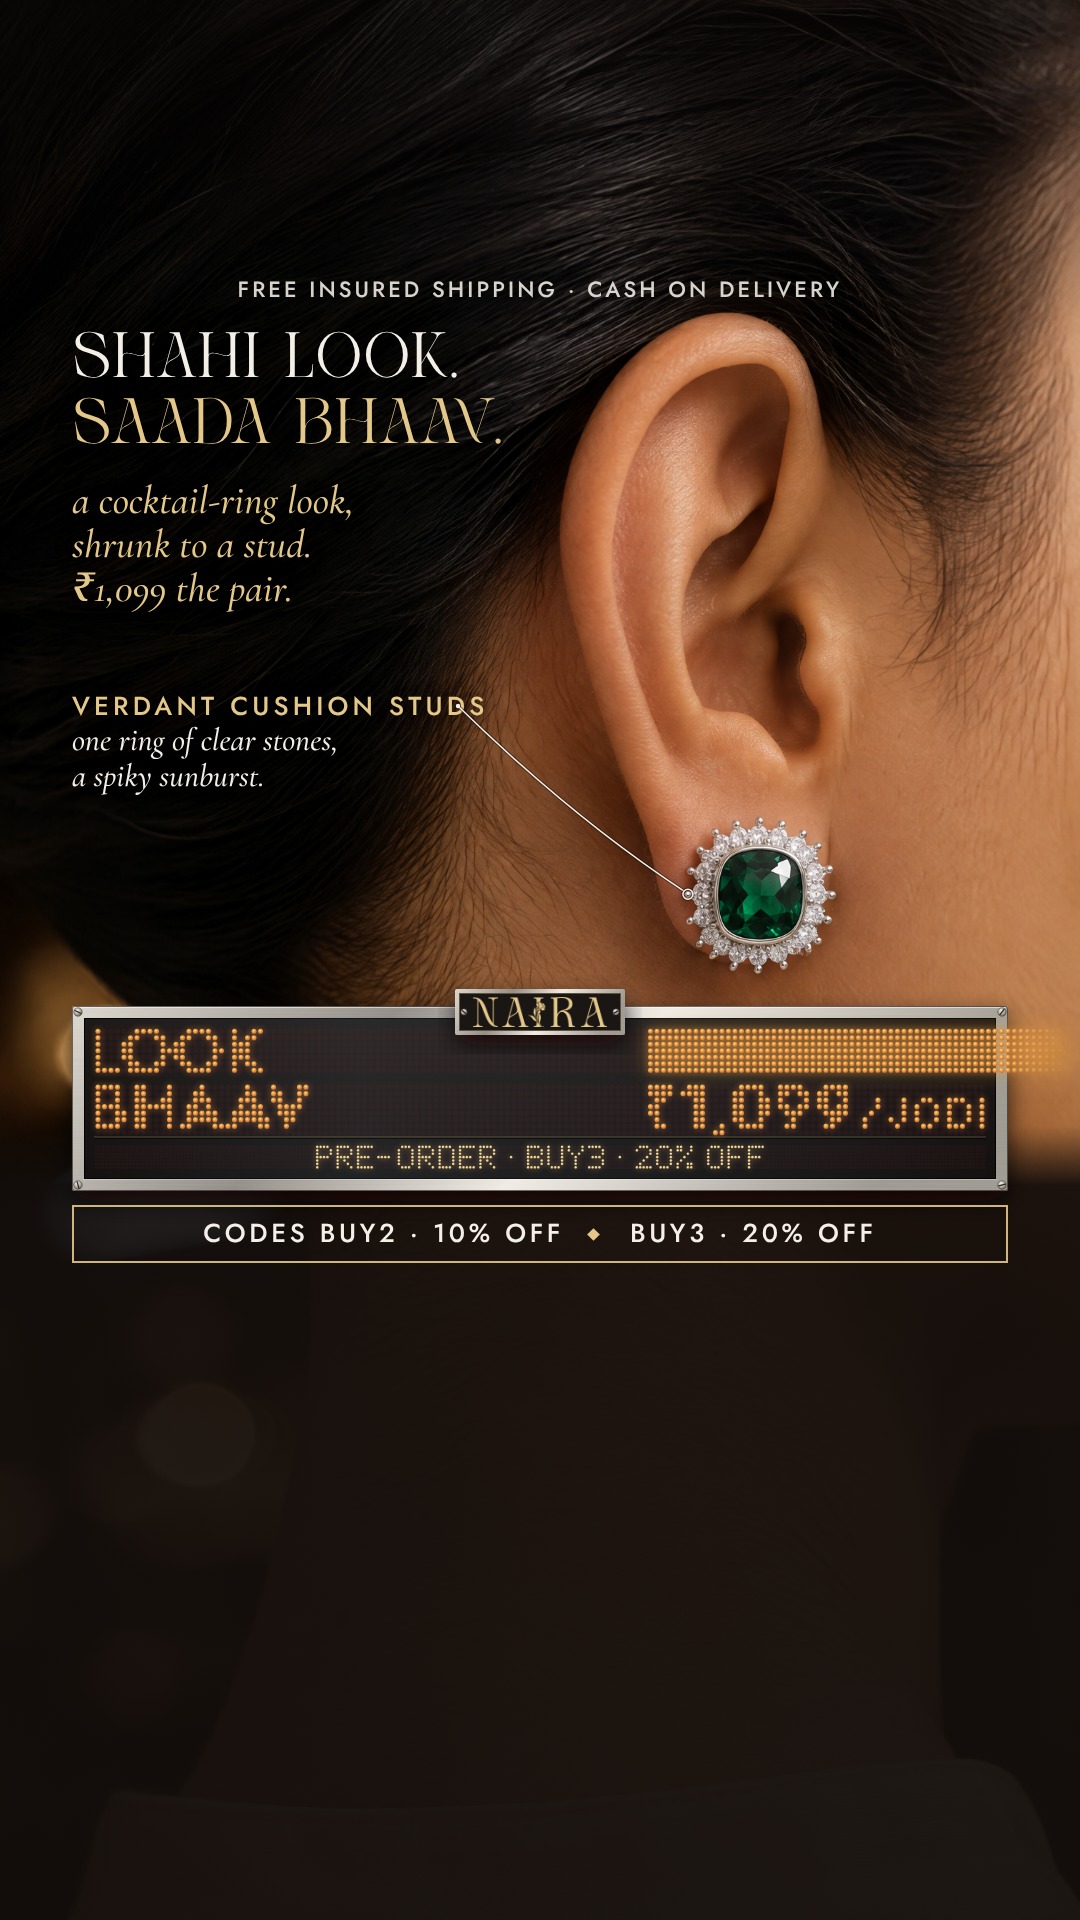 FREE INSURED SHIPPING · CASH ON DELIVERY
SHAHI LOOK.
SAADA BHAAV.
a cocktail-ring look,
shrunk to a stud.
₹1,099 the pair.
VERDANT CUSHION STUDS
one ring of clear stones,
a spiky sunburst.
NAIRA
LOOK
BHAAV ₹1,099/JODI
PRE-ORDER · BUY3 · 20% OFF
CODES BUY2 · 10% OFF ◆ BUY3 · 20% OFF